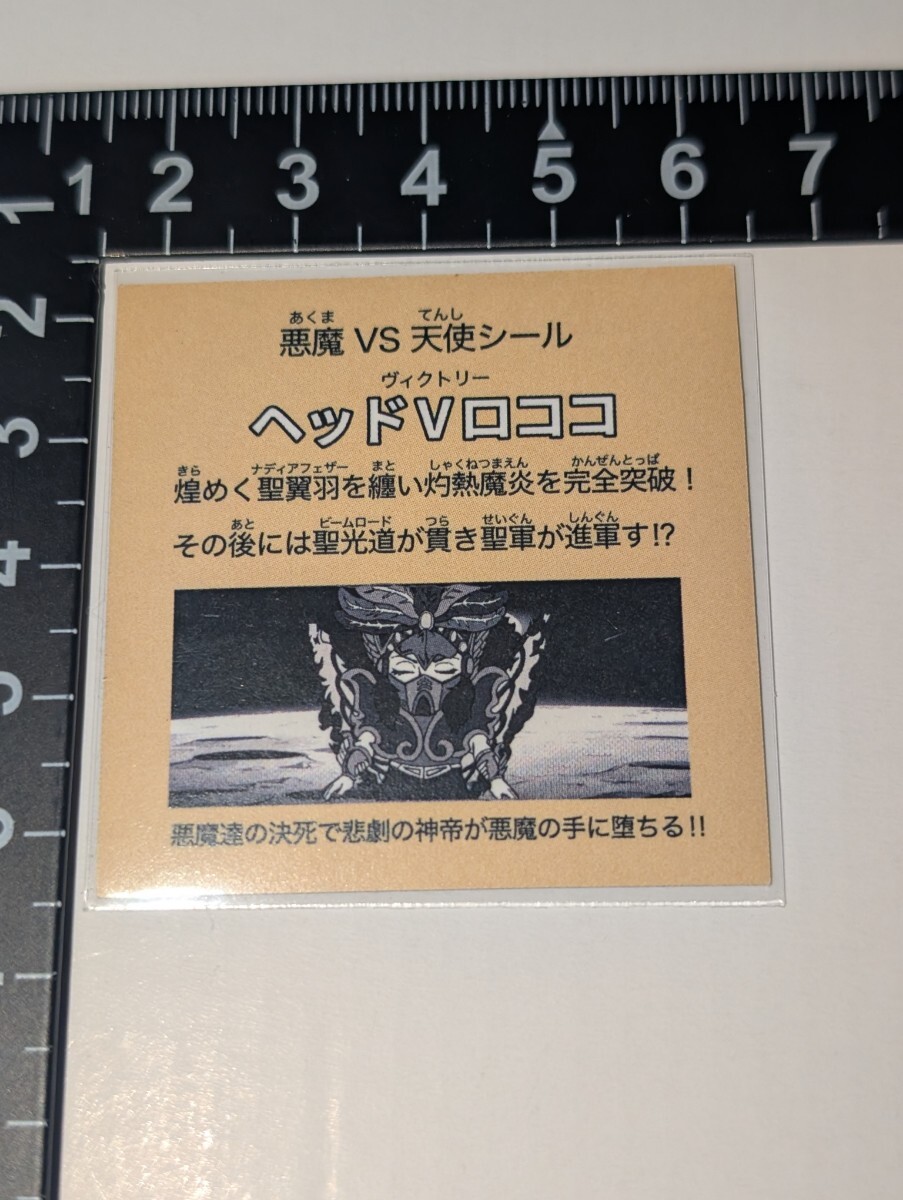 1 2 3 4 5 6 7
1
2
3
4
5
あくま てんし
悪魔 VS 天使シール
ヴィクトリー
ヘッドVロココ
きら ナディアフェザー まと しゃくねつまえん かんぜんとっぱ
煌めく聖翼羽を纏い灼熱魔炎を完全突破！
あと ビームロード つら せいぐん しんぐん
その後には聖光道が貫き聖軍が進軍す!?
悪魔達の決死で悲劇の神帝が悪魔の手に堕ちる!!